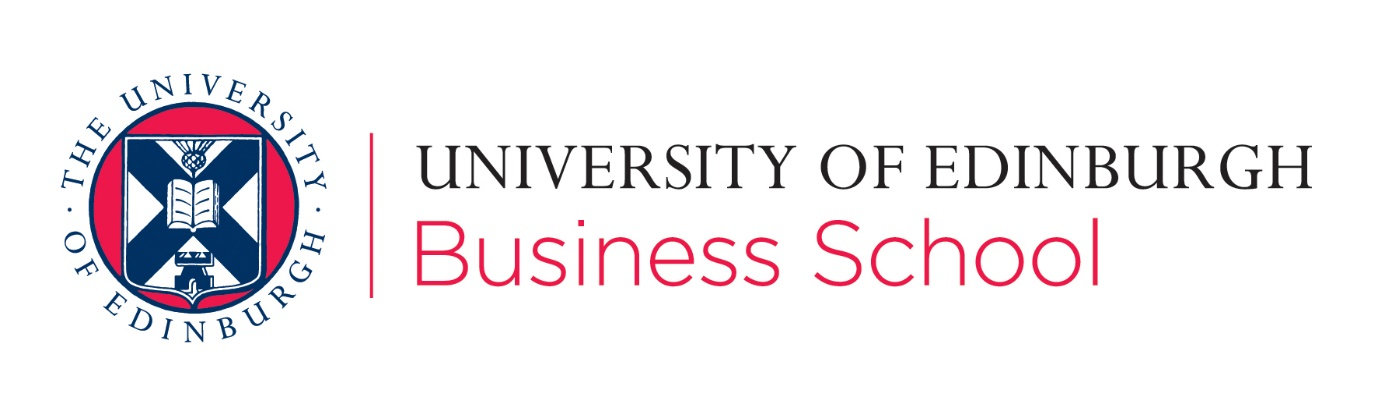 · THE UNIVERSITY · OF EDINBURGH
UNIVERSITY OF EDINBURGH
Business School